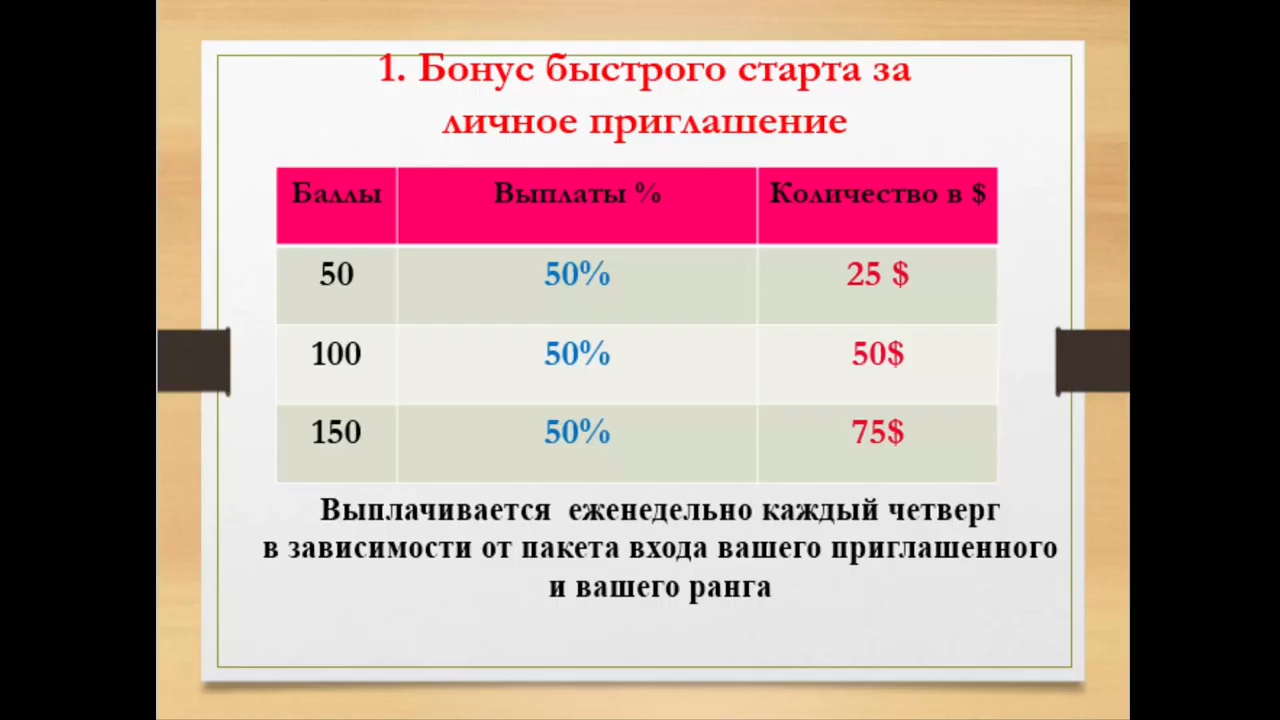 1. Бонус быстрого старта за
личное приглашение
Баллы Выплаты % Количество в $
50 50% 25 $
100 50% 50$
150 50% 75$
Выплачивается еженедельно каждый четверг
в зависимости от пакета входа вашего приглашенного
и вашего ранга